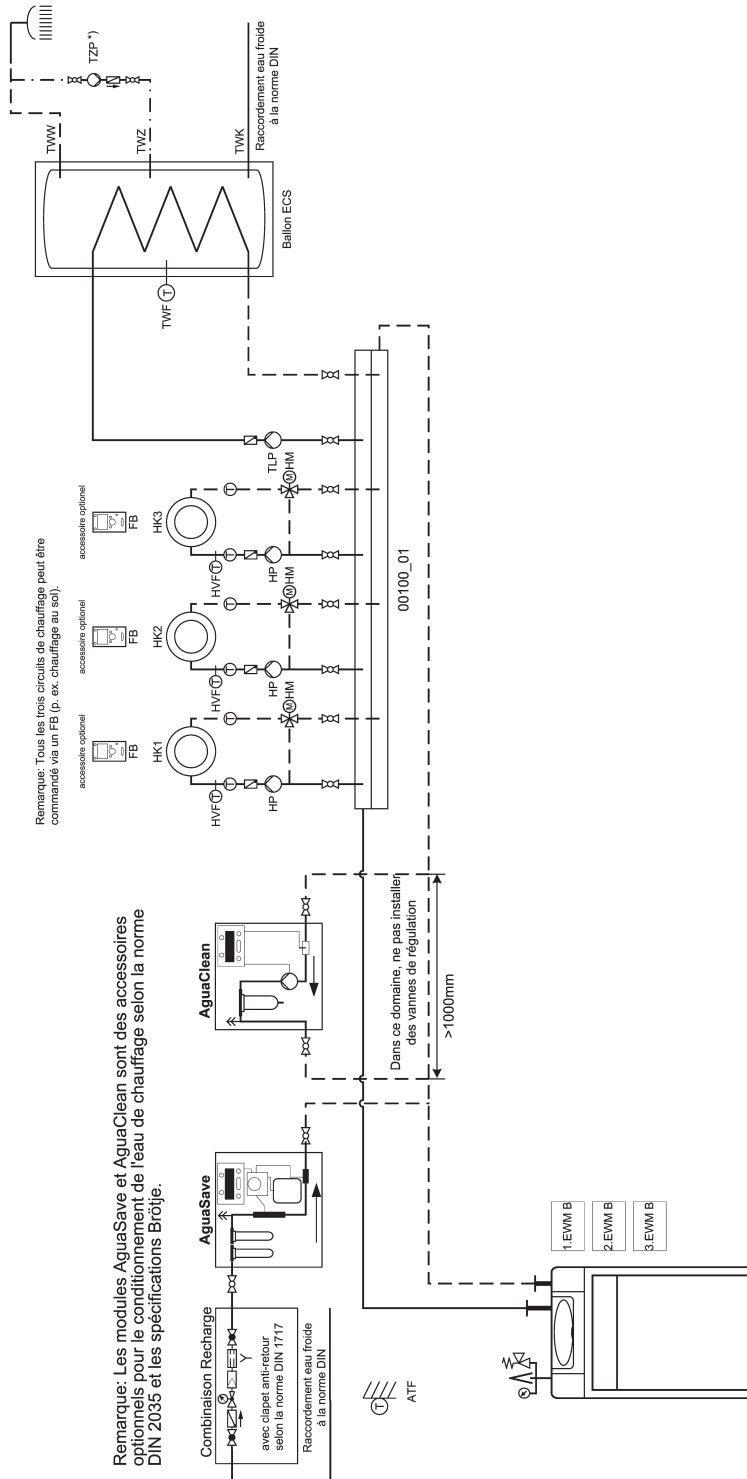 Remarque: Les modules AguaSave et AguaClean sont des accessoires
optionnels pour le conditionnement de l'eau de chauffage selon la norme
DIN 2035 et les spécifications Brötje.
Remarque: Tous les trois circuits de chauffage peut être
commandé via un FB (p. ex. chauffage au sol).
accessoire optionel
FB
HK1
accessoire optionel
FB
HK2
accessoire optionel
FB
HK3
HVF
T
T
T
HP
M
HM
HVF
T
T
T
HP
M
HM
HVF
T
T
T
HP
M
HM
TLP
00100_01
TWF
T
Ballon ECS
TWW
TWZ
TWK
TZP *)
Raccordement eau froide
à la norme DIN
Combinaison Recharge
Y
avec clapet anti-retour
selon la norme DIN 1717
Raccordement eau froide
à la norme DIN
AguaSave
AguaClean
Dans ce domaine, ne pas installer
des vannes de régulation
>1000mm
T
ATF
1.EWM B
2.EWM B
3.EWM B